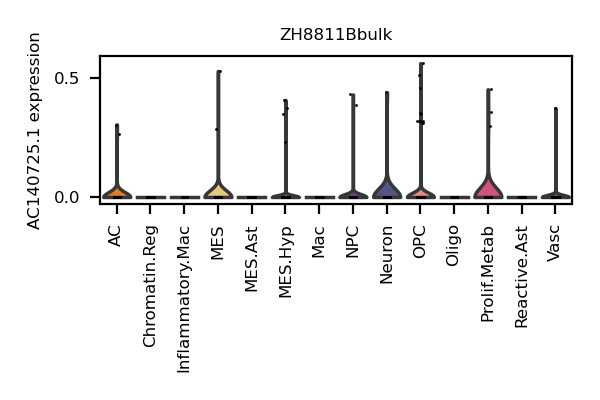 ZH8811Bbulk
AC140725.1 expression
0.5
0.0
AC
Chromatin.Reg
Inflammatory.Mac
MES
MES.Ast
MES.Hyp
Mac
NPC
Neuron
OPC
Oligo
Prolif.Metab
Reactive.Ast
Vasc